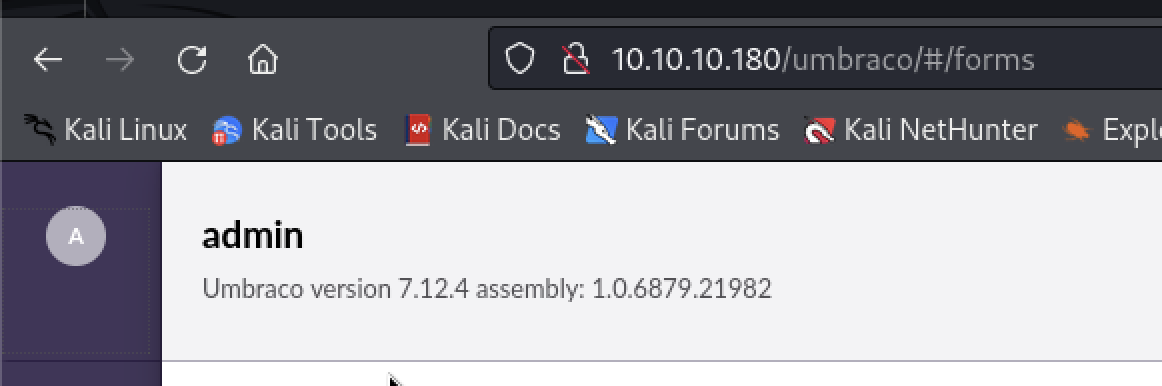 10.10.10.180/umbraco/#/forms
Kali Linux Kali Tools Kali Docs Kali Forums Kali NetHunter Expl
A
admin
Umbraco version 7.12.4 assembly: 1.0.6879.21982